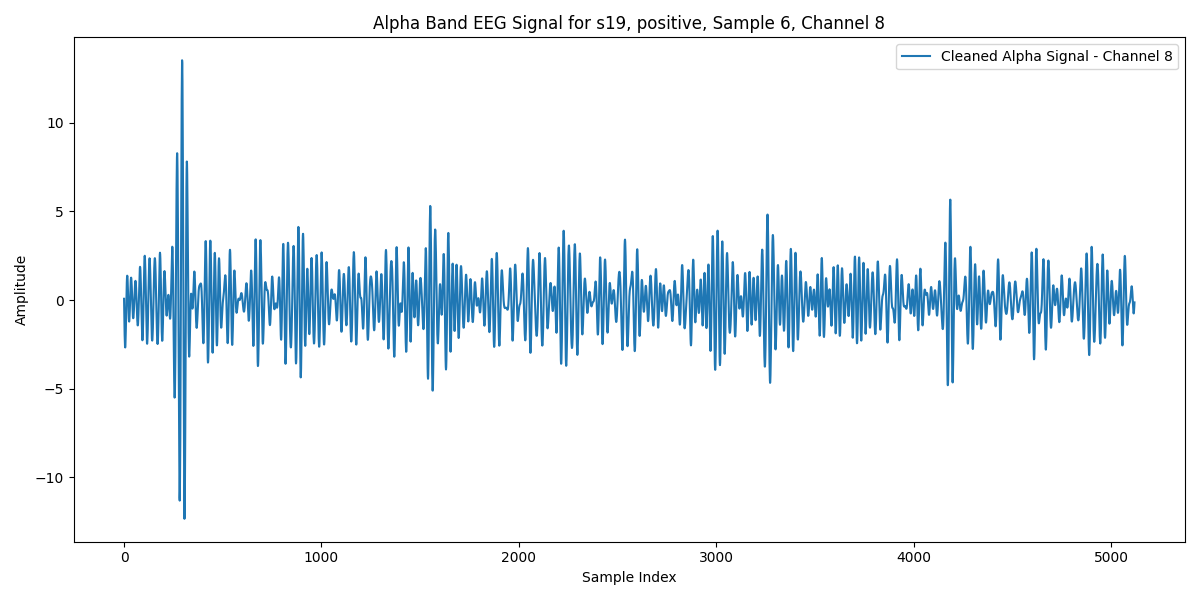 Alpha Band EEG Signal for s19, positive, Sample 6, Channel 8
Cleaned Alpha Signal - Channel 8
Amplitude
10
5
0
−5
−10
0 1000 2000 3000 4000 5000
Sample Index